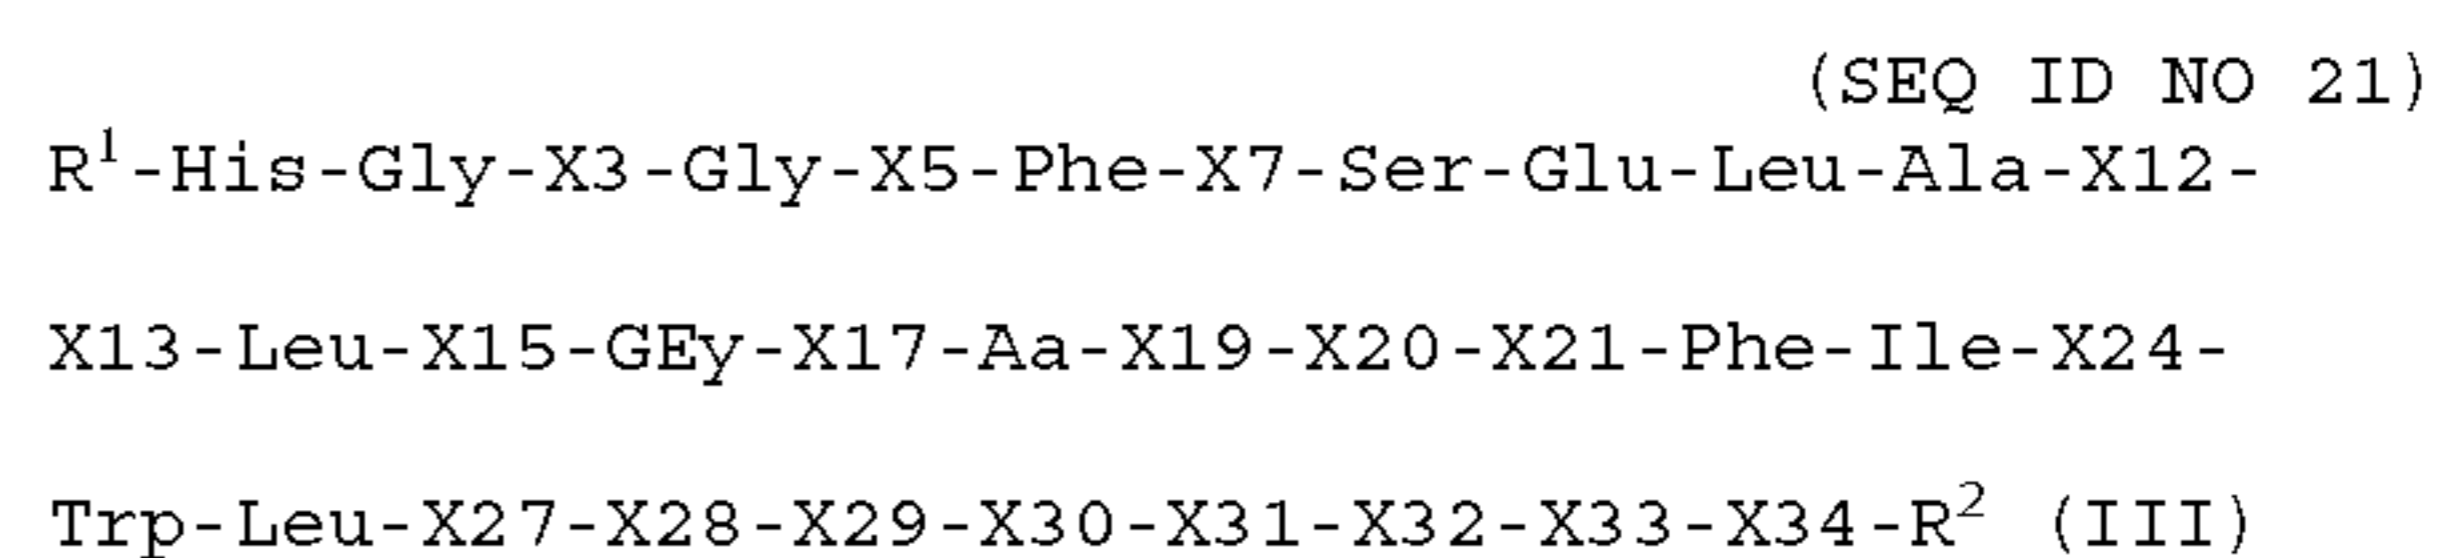 (SEQ ID NO 21)
R¹-His-Gly-X3-Gly-X5-Phe-X7-Ser-Glu-Leu-Ala-X12-
X13-Leu-X15-GEy-X17-Aa-X19-X20-X21-Phe-Ile-X24-
Trp-Leu-X27-X28-X29-X30-X31-X32-X33-X34-R² (III)